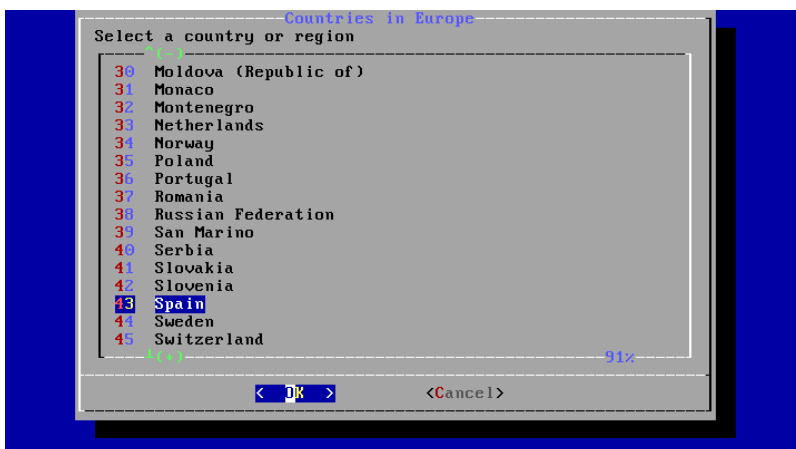 Countries in Europe
Select a country or region
^(-)
30 Moldova (Republic of)
31 Monaco
32 Montenegro
33 Netherlands
34 Norway
35 Poland
36 Portugal
37 Romania
38 Russian Federation
39 San Marino
40 Serbia
41 Slovakia
42 Slovenia
43 Spain
44 Sweden
45 Switzerland
(+) 91%
< OK > <Cancel>